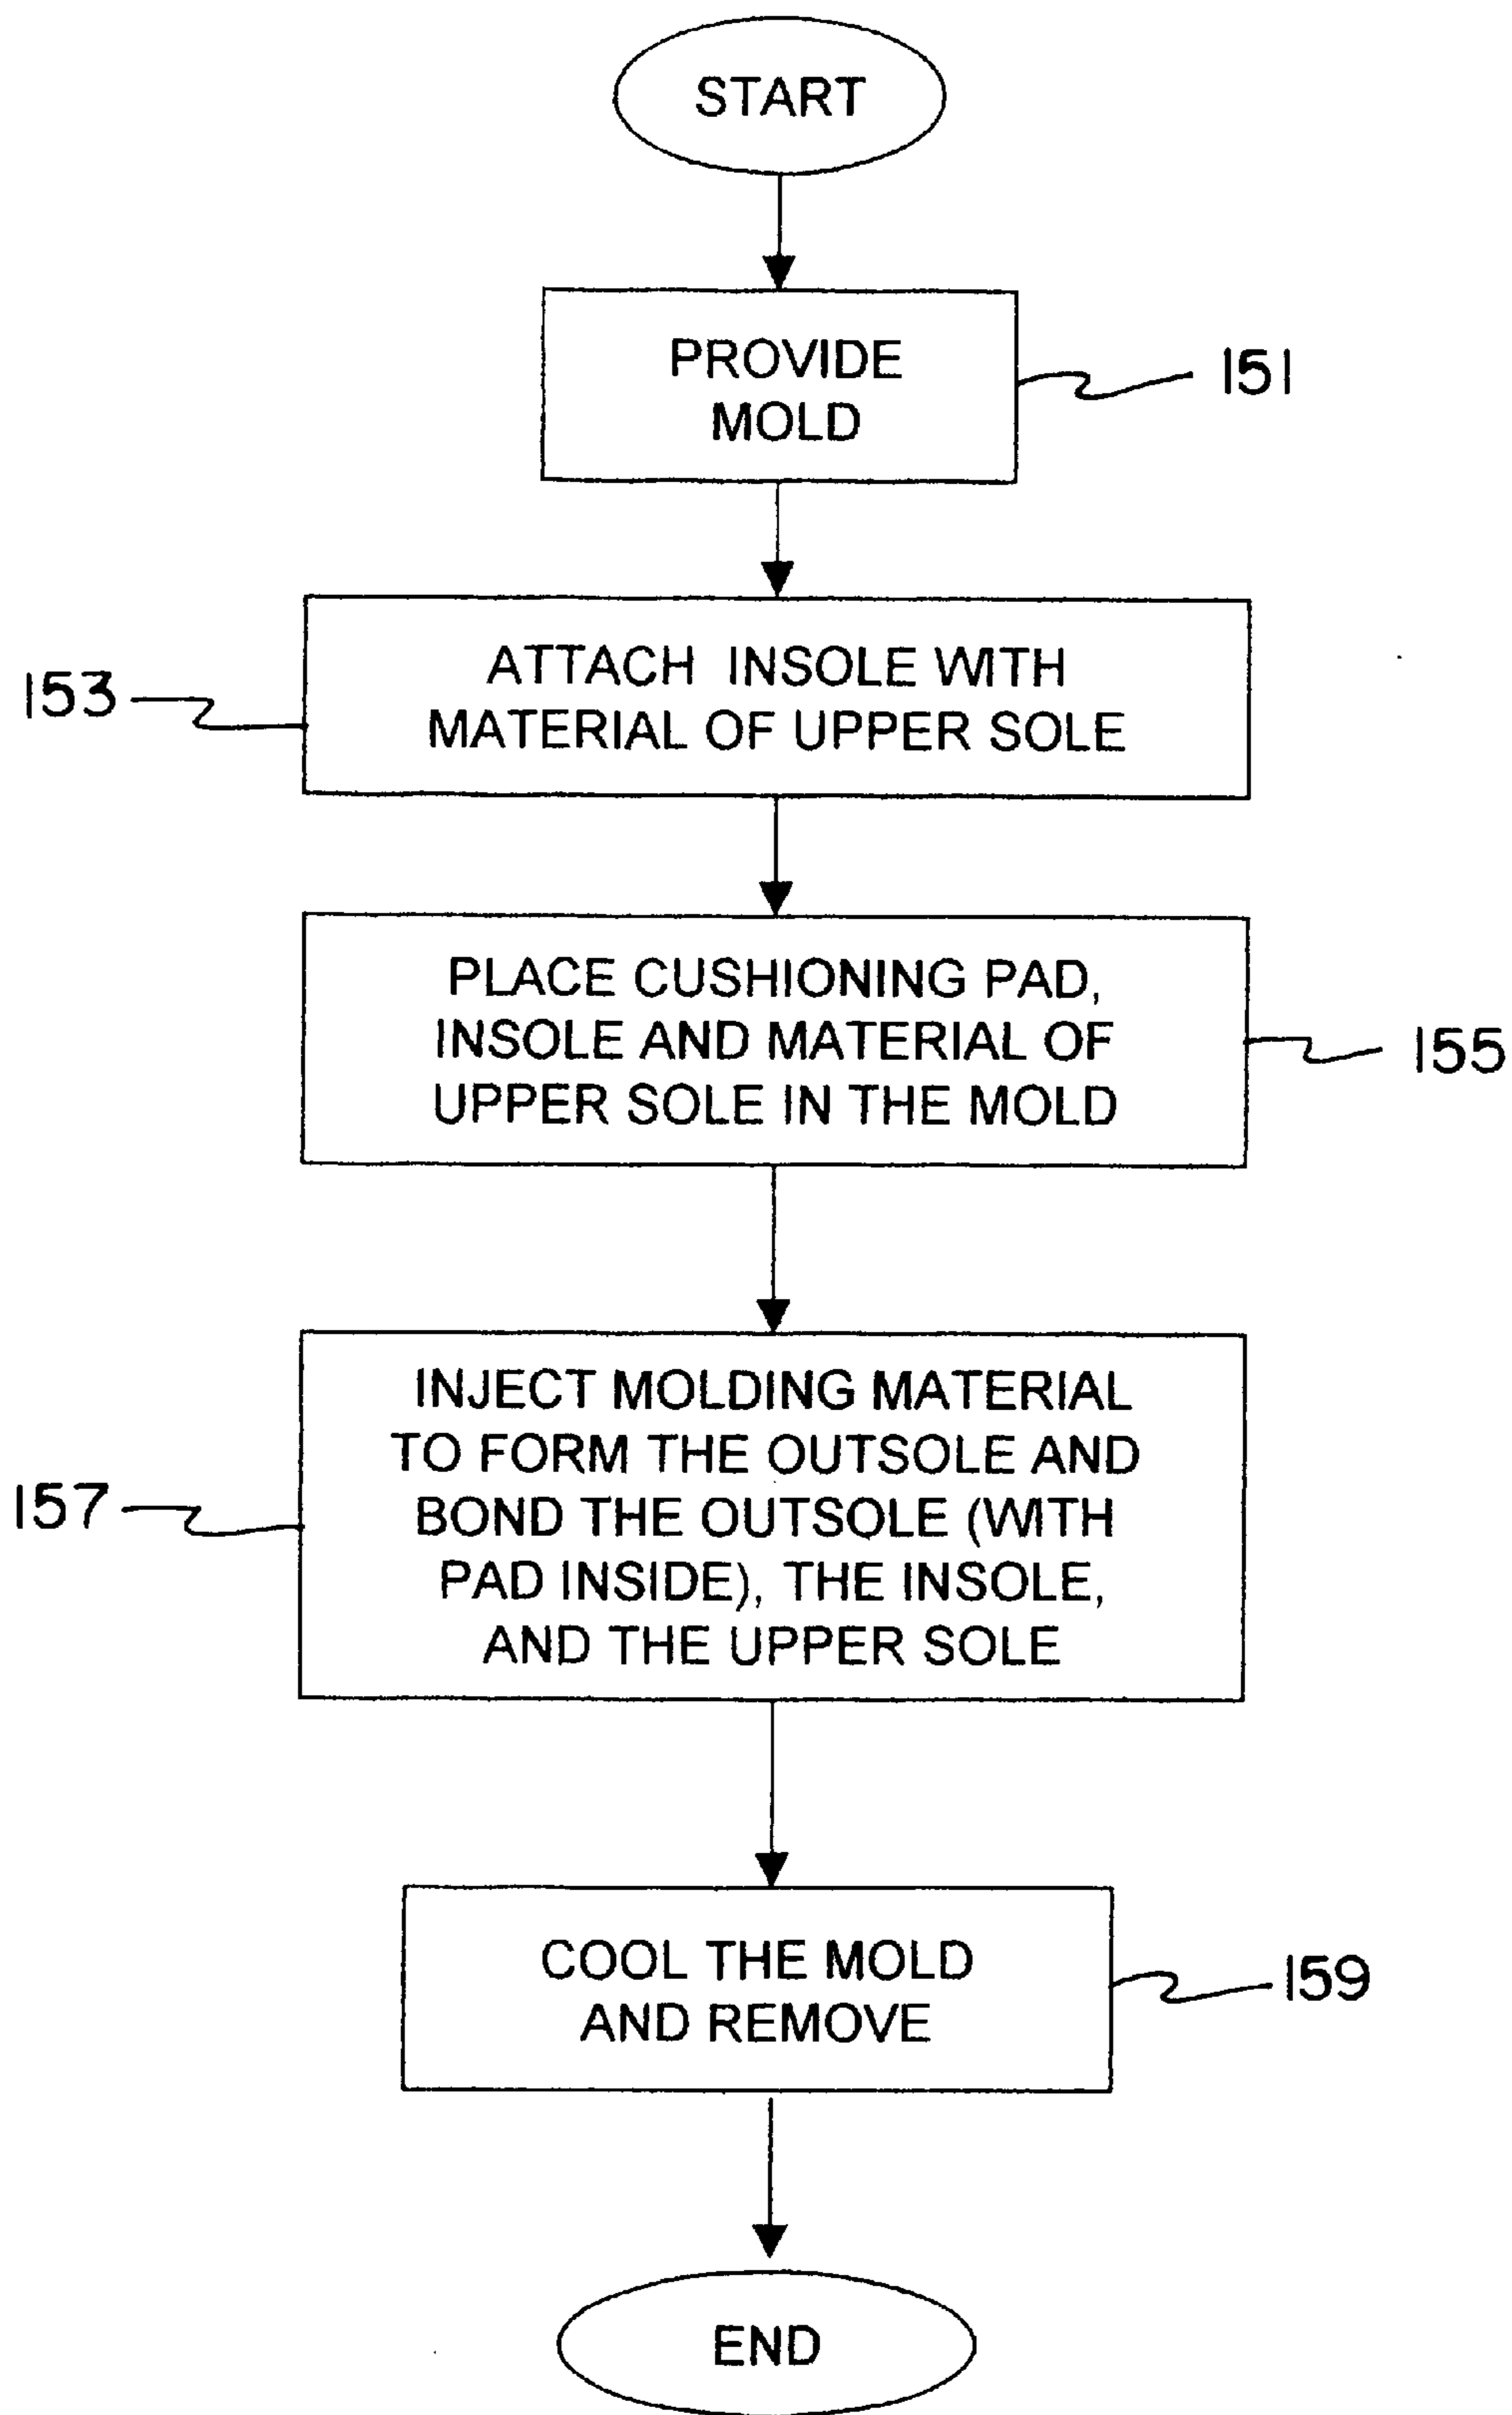 START
PROVIDE
MOLD
151
ATTACH INSOLE WITH
MATERIAL OF UPPER SOLE
153
PLACE CUSHIONING PAD,
INSOLE AND MATERIAL OF
UPPER SOLE IN THE MOLD
155
INJECT MOLDING MATERIAL
TO FORM THE OUTSOLE AND
BOND THE OUTSOLE (WITH
PAD INSIDE), THE INSOLE,
AND THE UPPER SOLE
157
COOL THE MOLD
AND REMOVE
159
END